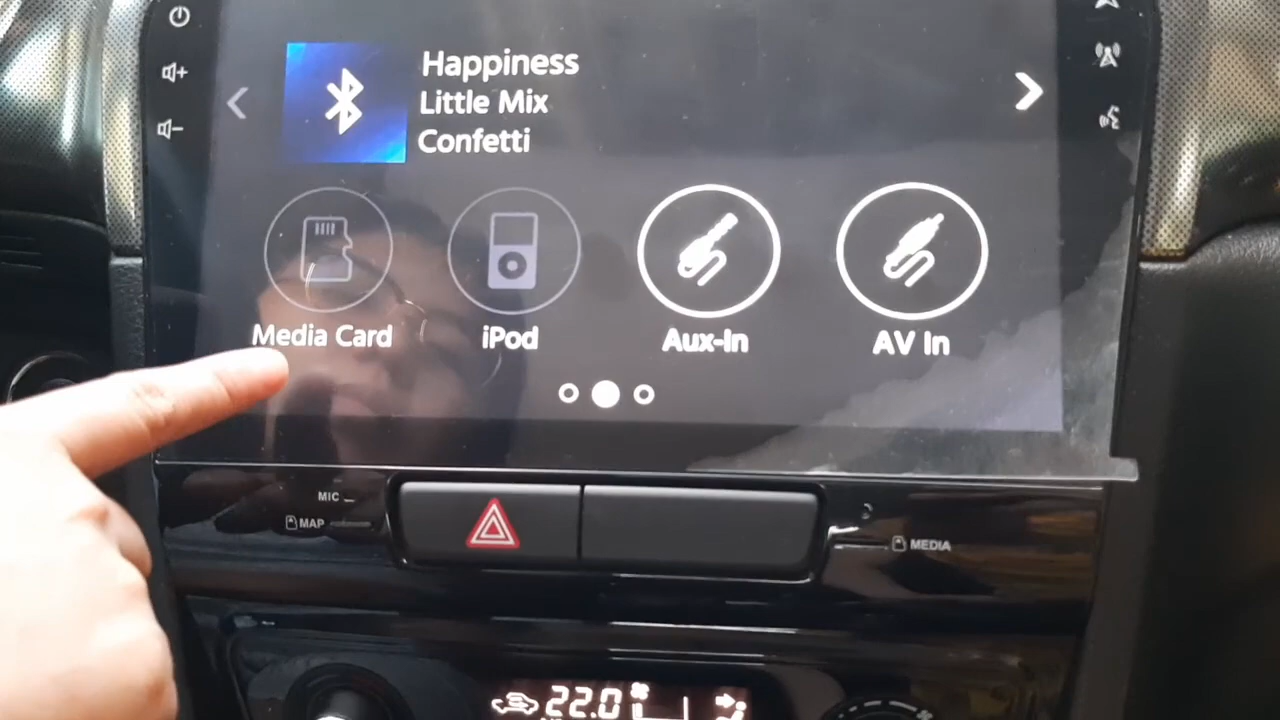 Happiness
Little Mix
Confetti
Media Card
iPod
Aux-In
AV In
MIC
MAP
MEDIA
22.0